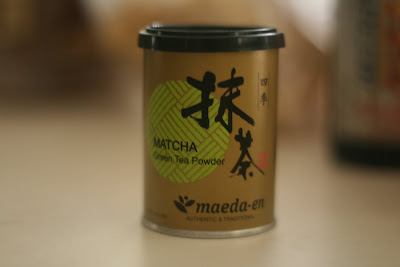 四季
抹茶
MATCHA
Green Tea Powder
maeda-en
AUTHENTIC & TRADITIONAL